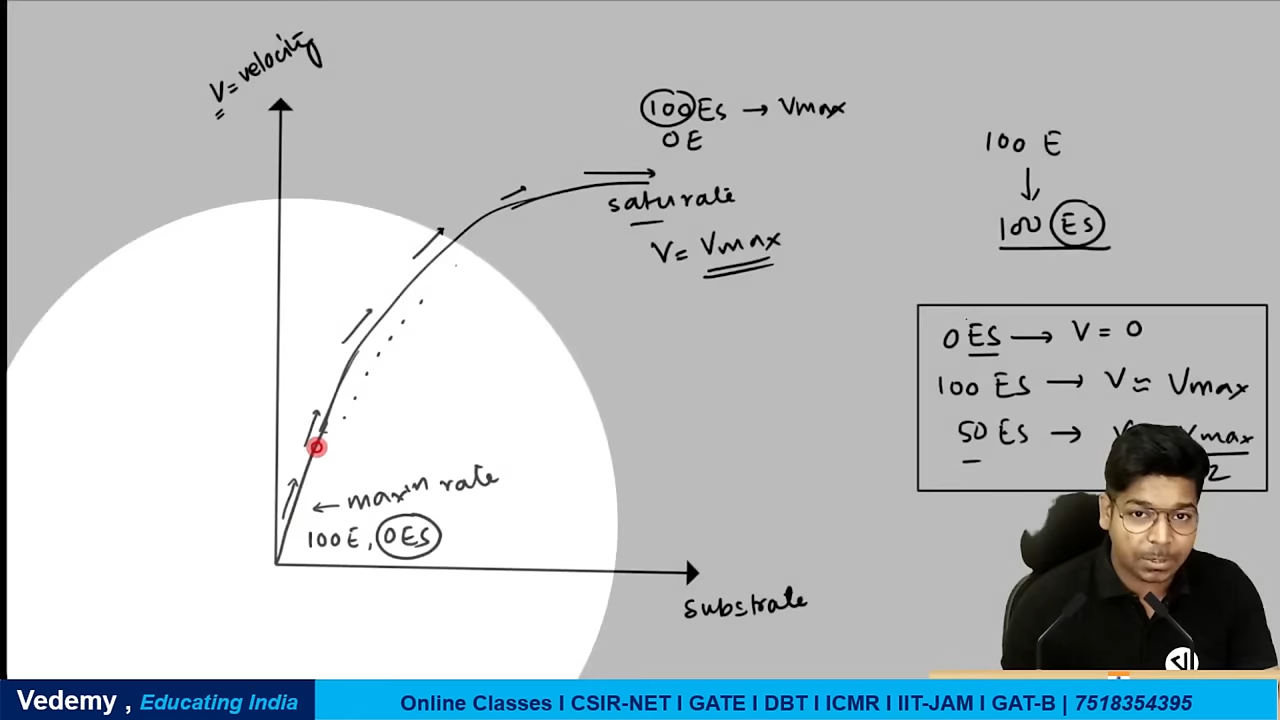 V = velocity
100 Es → Vmax
0 E
saturate
V = Vmax
100 E
↓
100 Es
0 ES → V = 0
100 ES → V ≈ Vmax
50 ES → Vmax
2
← maxm rate
100 E, 0 ES
substrate
Vedemy , Educating India
Online Classes I CSIR-NET I GATE I DBT I ICMR I IIT-JAM I GAT-B | 7518354395